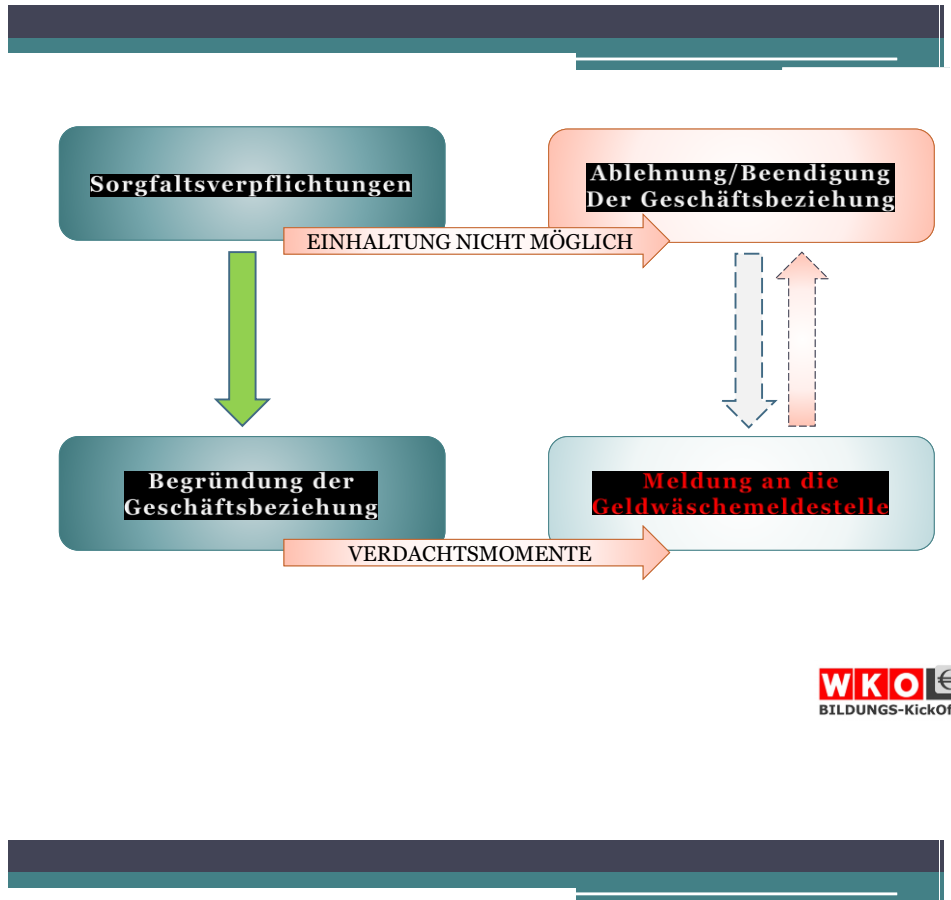 Sorgfaltsverpflichtungen
Ablehnung/Beendigung
Der Geschäftsbeziehung
EINHALTUNG NICHT MÖGLICH
Begründung der
Geschäftsbeziehung
Meldung an die
Geldwäschemeldestelle
VERDACHTSMOMENTE
WKO €
BILDUNGS-KickOf